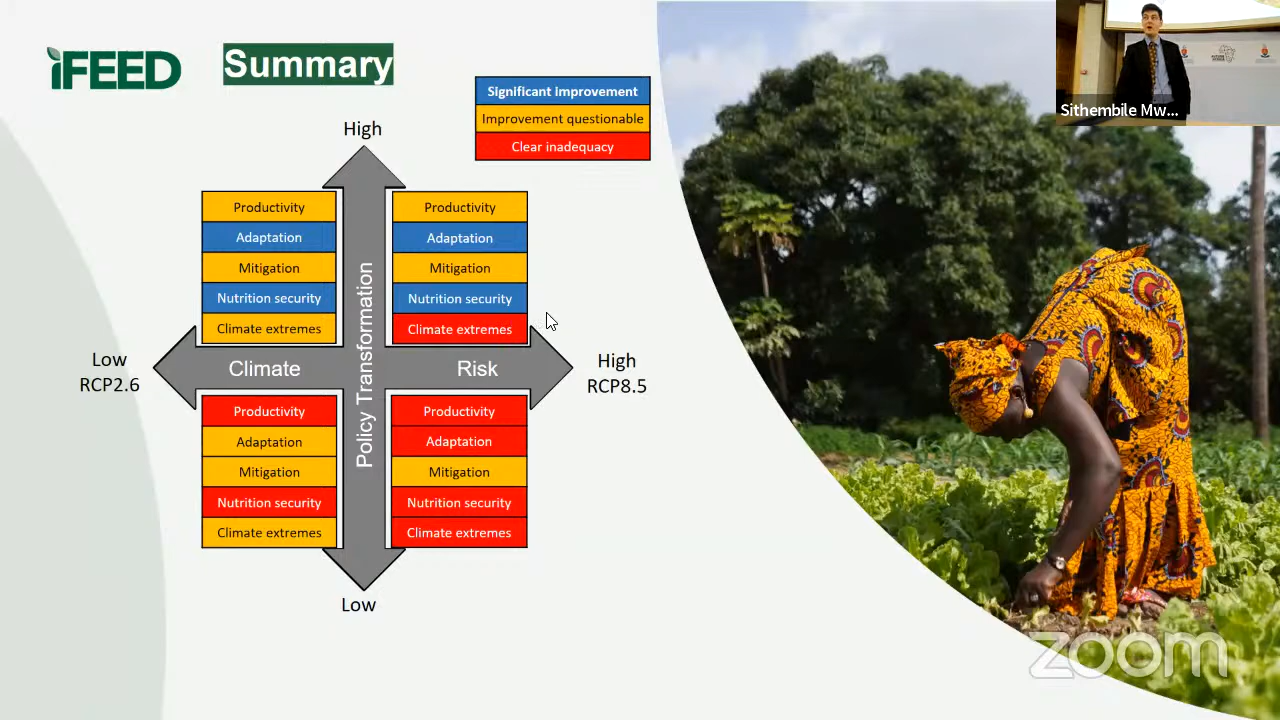 iFEED
Summary
Significant Improvement
Improvement questionable
Clear inadequacy
High
Productivity
Adaptation
Mitigation
Nutrition security
Climate extremes
Productivity
Adaptation
Mitigation
Nutrition security
Climate extremes
Low
RCP2.6
Climate
Policy Transformation
Risk
High
RCP8.5
Productivity
Adaptation
Mitigation
Nutrition security
Climate extremes
Productivity
Adaptation
Mitigation
Nutrition security
Climate extremes
Low
Sithembile Mw...
zoom